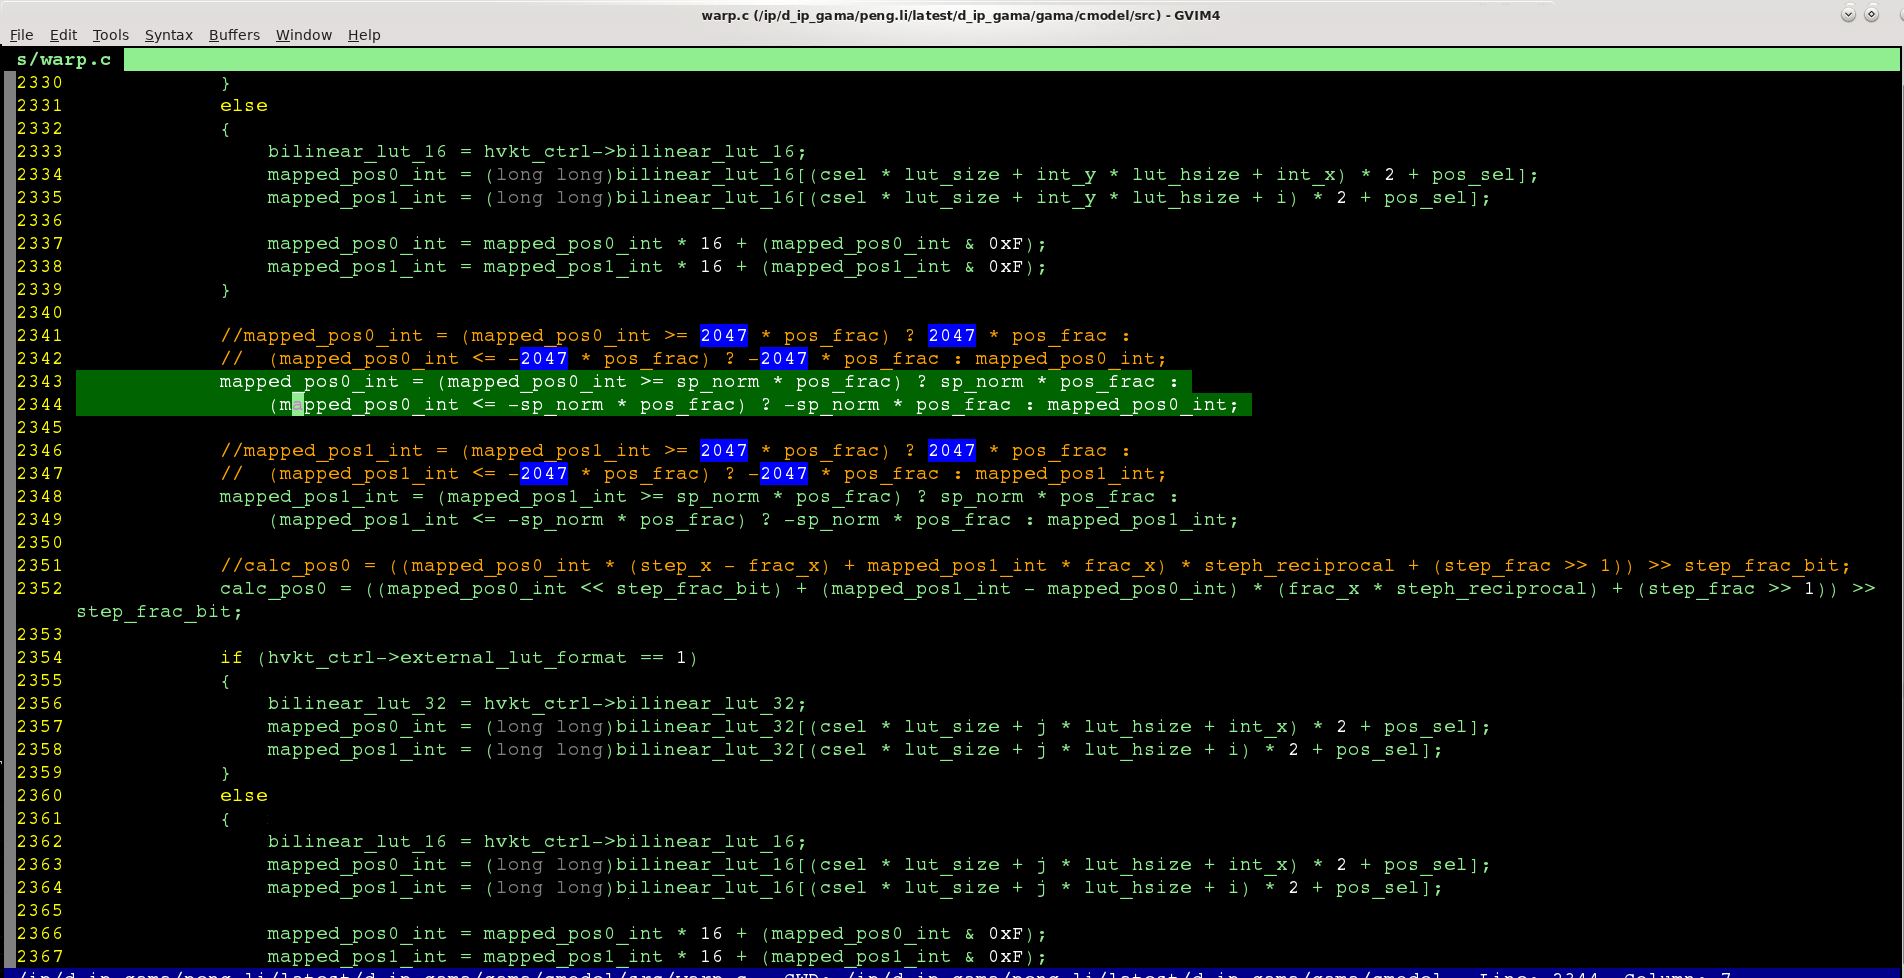 warp.c (/ip/d_ip_gama/peng.li/latest/d_ip_gama/gama/cmodel/src) - GVIM4
File Edit Tools Syntax Buffers Window Help
s/warp.c
2330 }
2331 else
2332 {
2333 bilinear_lut_16 = hvkt_ctrl->bilinear_lut_16;
2334 mapped_pos0_int = (long long)bilinear_lut_16[(csel * lut_size + int_y * lut_hsize + int_x) * 2 + pos_sel];
2335 mapped_pos1_int = (long long)bilinear_lut_16[(csel * lut_size + int_y * lut_hsize + i) * 2 + pos_sel];
2336
2337 mapped_pos0_int = mapped_pos0_int * 16 + (mapped_pos0_int & 0xF);
2338 mapped_pos1_int = mapped_pos1_int * 16 + (mapped_pos1_int & 0xF);
2339 }
2340
2341 //mapped_pos0_int = (mapped_pos0_int >= 2047 * pos_frac) ? 2047 * pos_frac :
2342 //  (mapped_pos0_int <= -2047 * pos_frac) ? -2047 * pos_frac : mapped_pos0_int;
2343 mapped_pos0_int = (mapped_pos0_int >= sp_norm * pos_frac) ? sp_norm * pos_frac :
2344 (mapped_pos0_int <= -sp_norm * pos_frac) ? -sp_norm * pos_frac : mapped_pos0_int;
2345
2346 //mapped_pos1_int = (mapped_pos1_int >= 2047 * pos_frac) ? 2047 * pos_frac :
2347 //  (mapped_pos1_int <= -2047 * pos_frac) ? -2047 * pos_frac : mapped_pos1_int;
2348 mapped_pos1_int = (mapped_pos1_int >= sp_norm * pos_frac) ? sp_norm * pos_frac :
2349 (mapped_pos1_int <= -sp_norm * pos_frac) ? -sp_norm * pos_frac : mapped_pos1_int;
2350
2351 //calc_pos0 = ((mapped_pos0_int * (step_x - frac_x) + mapped_pos1_int * frac_x) * steph_reciprocal + (step_frac >> 1)) >> step_frac_bit;
2352 calc_pos0 = ((mapped_pos0_int << step_frac_bit) + (mapped_pos1_int - mapped_pos0_int) * (frac_x * steph_reciprocal) + (step_frac >> 1)) >>
step_frac_bit;
2353
2354 if (hvkt_ctrl->external_lut_format == 1)
2355 {
2356 bilinear_lut_32 = hvkt_ctrl->bilinear_lut_32;
2357 mapped_pos0_int = (long long)bilinear_lut_32[(csel * lut_size + j * lut_hsize + int_x) * 2 + pos_sel];
2358 mapped_pos1_int = (long long)bilinear_lut_32[(csel * lut_size + j * lut_hsize + i) * 2 + pos_sel];
2359 }
2360 else
2361 {
2362 bilinear_lut_16 = hvkt_ctrl->bilinear_lut_16;
2363 mapped_pos0_int = (long long)bilinear_lut_16[(csel * lut_size + j * lut_hsize + int_x) * 2 + pos_sel];
2364 mapped_pos1_int = (long long)bilinear_lut_16[(csel * lut_size + j * lut_hsize + i) * 2 + pos_sel];
2365
2366 mapped_pos0_int = mapped_pos0_int * 16 + (mapped_pos0_int & 0xF);
2367 mapped_pos1_int = mapped_pos1_int * 16 + (mapped_pos1_int & 0xF);